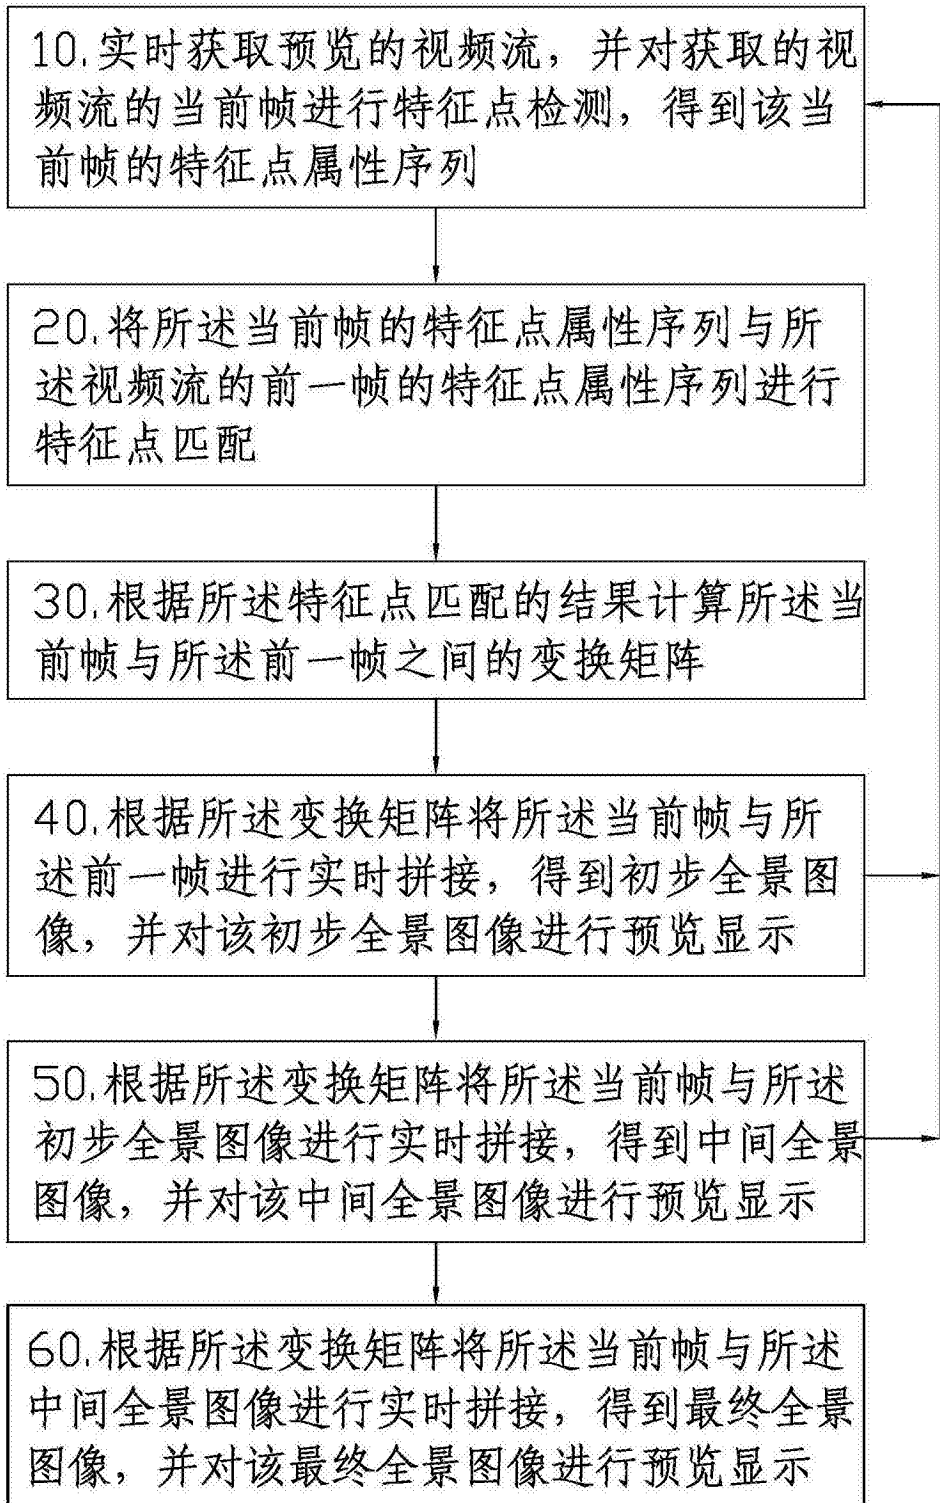 10.实时获取预览的视频流，并对获取的视
频流的当前帧进行特征点检测，得到该当
前帧的特征点属性序列
20.将所述当前帧的特征点属性序列与所
述视频流的前一帧的特征点属性序列进行
特征点匹配
30.根据所述特征点匹配的结果计算所述当
前帧与所述前一帧之间的变换矩阵
40.根据所述变换矩阵将所述当前帧与所
述前一帧进行实时拼接，得到初步全景图
像，并对该初步全景图像进行预览显示
50.根据所述变换矩阵将所述当前帧与所述
初步全景图像进行实时拼接，得到中间全景
图像，并对该中间全景图像进行预览显示
60.根据所述变换矩阵将所述当前帧与所述
中间全景图像进行实时拼接，得到最终全景
图像，并对该最终全景图像进行预览显示